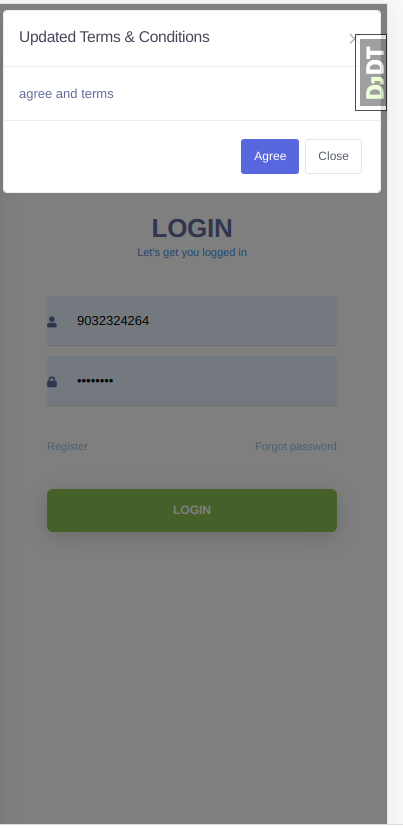 Updated Terms & Conditions
×
DJDT
agree and terms
Agree
Close
LOGIN
Let's get you logged in
9032324264
••••••••
Register
Forgot password
LOGIN